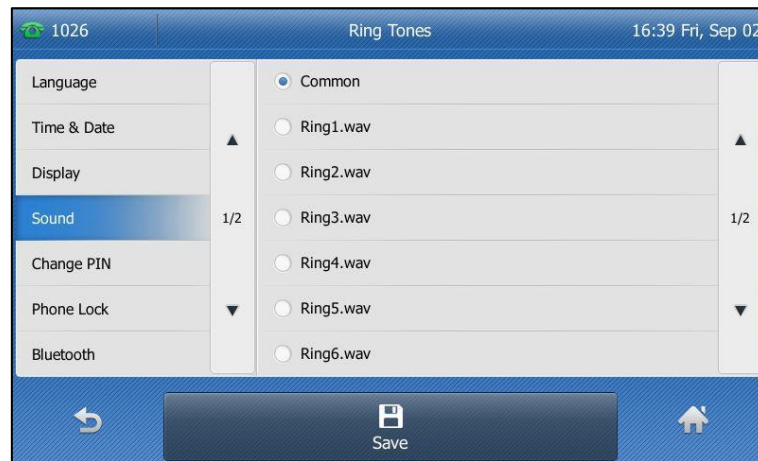 1026
Ring Tones
16:39 Fri, Sep 02
Language
Time & Date
Display
Sound
Change PIN
Phone Lock
Bluetooth
1/2
Common
Ring1.wav
Ring2.wav
Ring3.wav
Ring4.wav
Ring5.wav
Ring6.wav
1/2
Save